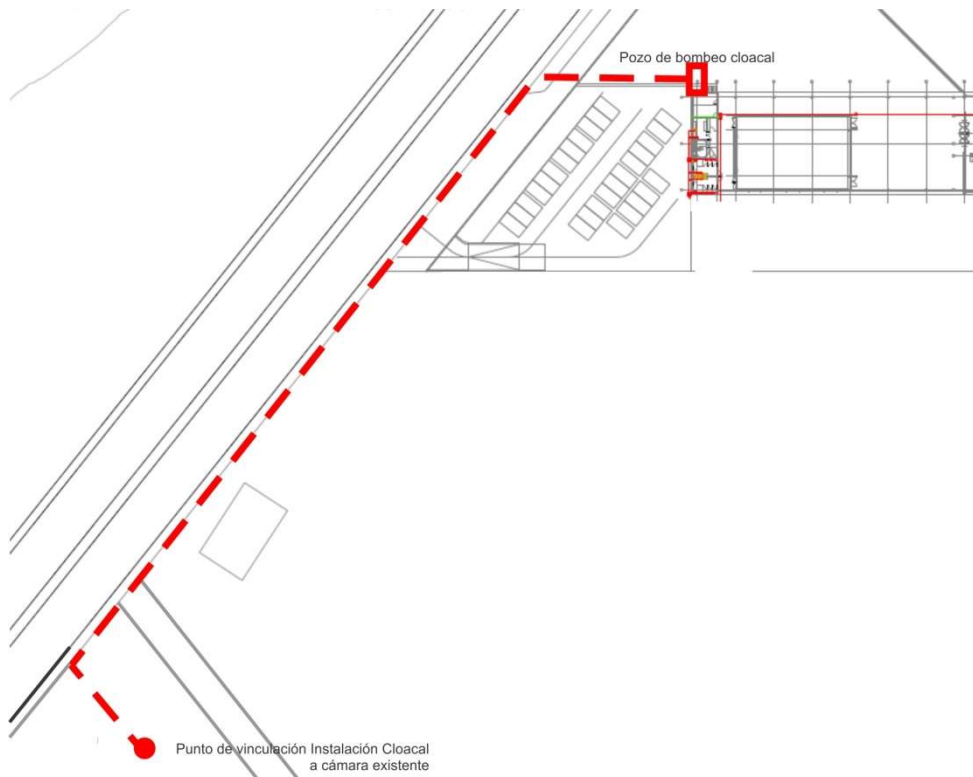 Pozo de bombeo cloacal
Punto de vinculación Instalación Cloacal
a cámara existente